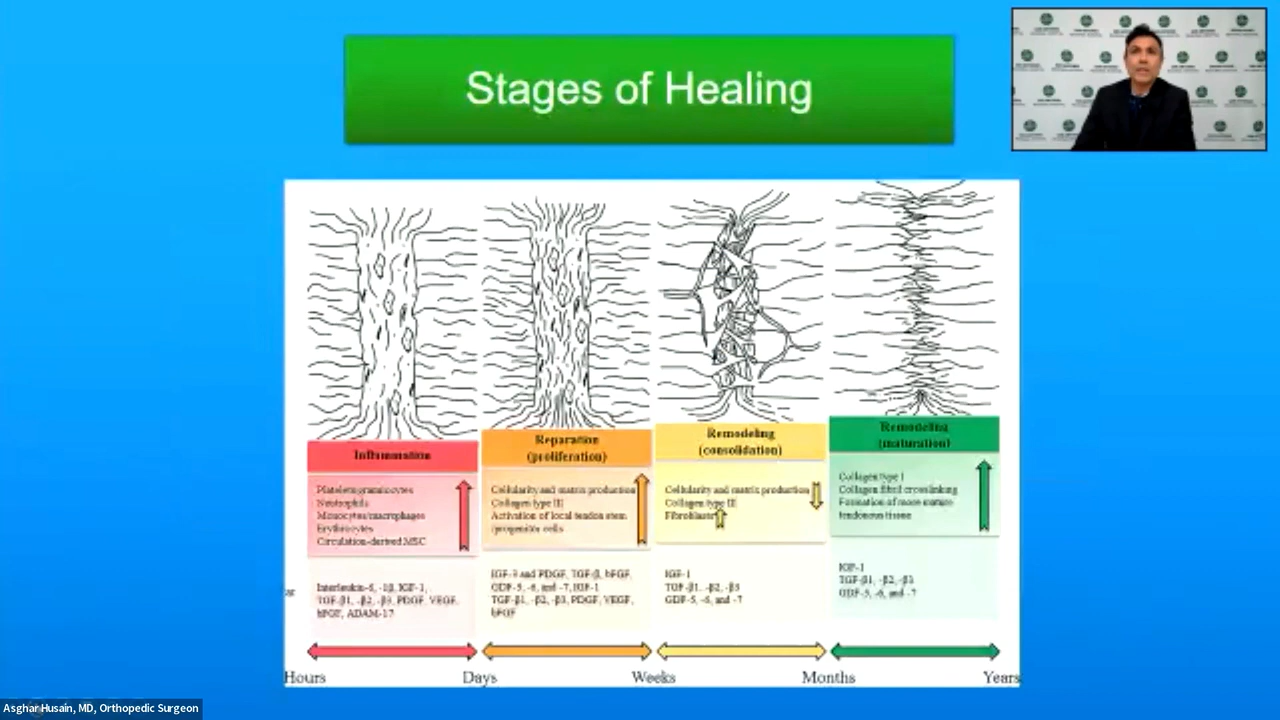 Stages of Healing
Inflammation
Platelets/granulocytes
Neutrophils
Monocytes/macrophages
Erythrocytes
Circulation-derived MSC
Interleukin-6, -1β, IGF-1,
TGF-β1, -β2, -β3, PDGF, VEGF,
bFGF, ADAM-17
Reparation
(proliferation)
Cellularity and matrix production
Collagen type III
Activation of local tendon stem
/progenitor cells
and PDGF, TGF-β, bFGF,
GDF-5, -6, and -7, IGF-1
TGF-β1, -β2, -β3, PDGF, VEGF,
bFGF
Remodeling
(consolidation)
Cellularity and matrix production
Collagen type III
Fibroblasts
IGF-1
TGF-β1, -β2, -β3
GDF-5, -6, and -7
Remodeling
(maturation)
Collagen type I
Collagen fibril crosslinking
Formation of more mature
tendonous tissue
IGF-1
TGF-β1, -β2, -β3
GDF-5, -6, and -7
Hours
Days
Weeks
Months
Years
Asghar Husain, MD, Orthopedic Surgeon